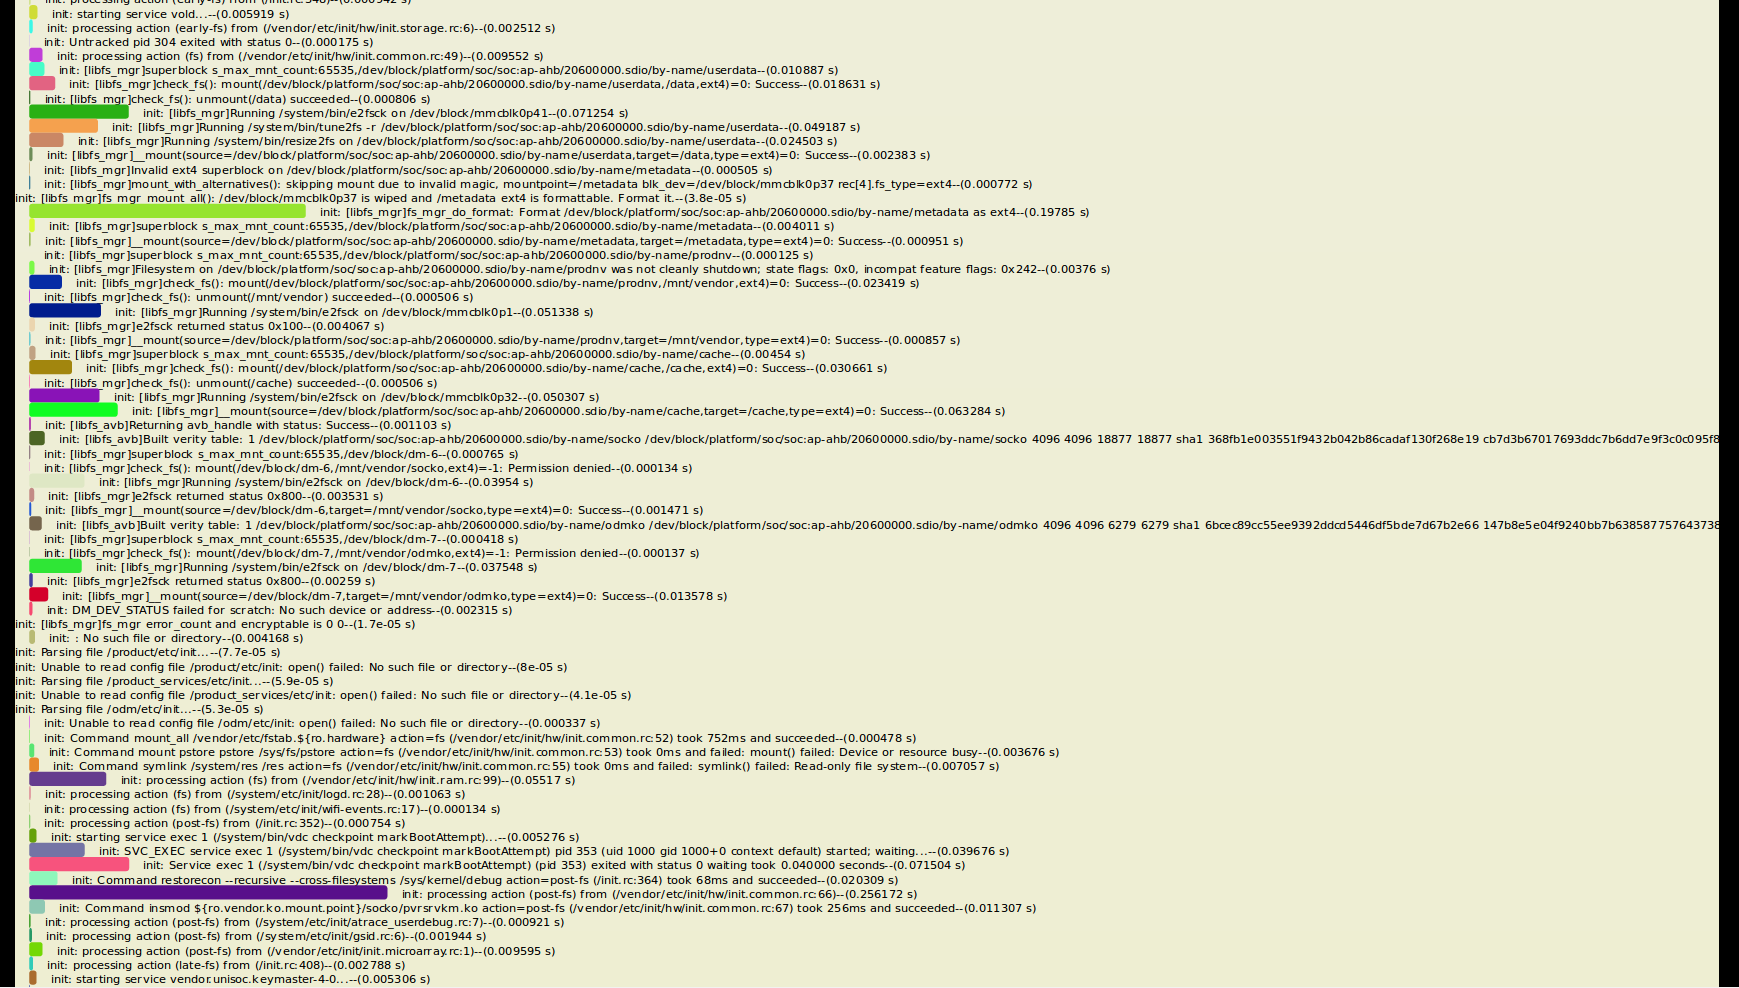 init: processing action (early-fs) from (/init.rc:348)--(0.000942 s)
init: starting service vold...--(0.005919 s)
init: processing action (early-fs) from (/vendor/etc/init/hw/init.storage.rc:6)--(0.002512 s)
init: Untracked pid 304 exited with status 0--(0.000175 s)
init: processing action (fs) from (/vendor/etc/init/hw/init.common.rc:49)--(0.009552 s)
init: [libfs_mgr]superblock s_max_mnt_count:65535,/dev/block/platform/soc/soc:ap-ahb/20600000.sdio/by-name/userdata--(0.010887 s)
init: [libfs_mgr]check_fs(): mount(/dev/block/platform/soc/soc:ap-ahb/20600000.sdio/by-name/userdata,/data,ext4)=0: Success--(0.018631 s)
init: [libfs_mgr]check_fs(): unmount(/data) succeeded--(0.000806 s)
init: [libfs_mgr]Running /system/bin/e2fsck on /dev/block/mmcblk0p41--(0.071254 s)
init: [libfs_mgr]Running /system/bin/tune2fs -r /dev/block/platform/soc/soc:ap-ahb/20600000.sdio/by-name/userdata--(0.049187 s)
init: [libfs_mgr]Running /system/bin/resize2fs on /dev/block/platform/soc/soc:ap-ahb/20600000.sdio/by-name/userdata--(0.024503 s)
init: [libfs_mgr]__mount(source=/dev/block/platform/soc/soc:ap-ahb/20600000.sdio/by-name/userdata,target=/data,type=ext4)=0: Success--(0.002383 s)
init: [libfs_mgr]Invalid ext4 superblock on /dev/block/platform/soc/soc:ap-ahb/20600000.sdio/by-name/metadata--(0.000505 s)
init: [libfs_mgr]mount_with_alternatives(): skipping mount due to invalid magic, mountpoint=/metadata blk_dev=/dev/block/mmcblk0p37 rec[4].fs_type=ext4--(0.000772 s)
init: [libfs_mgr]fs_mgr_mount_all(): /dev/block/mmcblk0p37 is wiped and /metadata ext4 is formattable. Format it.--(3.8e-05 s)
init: [libfs_mgr]fs_mgr_do_format: Format /dev/block/platform/soc/soc:ap-ahb/20600000.sdio/by-name/metadata as ext4--(0.19785 s)
init: [libfs_mgr]superblock s_max_mnt_count:65535,/dev/block/platform/soc/soc:ap-ahb/20600000.sdio/by-name/metadata--(0.004011 s)
init: [libfs_mgr]__mount(source=/dev/block/platform/soc/soc:ap-ahb/20600000.sdio/by-name/metadata,target=/metadata,type=ext4)=0: Success--(0.000951 s)
init: [libfs_mgr]superblock s_max_mnt_count:65535,/dev/block/platform/soc/soc:ap-ahb/20600000.sdio/by-name/prodnv--(0.000125 s)
init: [libfs_mgr]Filesystem on /dev/block/platform/soc/soc:ap-ahb/20600000.sdio/by-name/prodnv was not cleanly shutdown; state flags: 0x0, incompat feature flags: 0x242--(0.00376 s)
init: [libfs_mgr]check_fs(): mount(/dev/block/platform/soc/soc:ap-ahb/20600000.sdio/by-name/prodnv,/mnt/vendor,ext4)=0: Success--(0.023419 s)
init: [libfs_mgr]check_fs(): unmount(/mnt/vendor) succeeded--(0.000506 s)
init: [libfs_mgr]Running /system/bin/e2fsck on /dev/block/mmcblk0p1--(0.051338 s)
init: [libfs_mgr]e2fsck returned status 0x100--(0.004067 s)
init: [libfs_mgr]__mount(source=/dev/block/platform/soc/soc:ap-ahb/20600000.sdio/by-name/prodnv,target=/mnt/vendor,type=ext4)=0: Success--(0.000857 s)
init: [libfs_mgr]superblock s_max_mnt_count:65535,/dev/block/platform/soc/soc:ap-ahb/20600000.sdio/by-name/cache--(0.00454 s)
init: [libfs_mgr]check_fs(): mount(/dev/block/platform/soc/soc:ap-ahb/20600000.sdio/by-name/cache,/cache,ext4)=0: Success--(0.030661 s)
init: [libfs_mgr]check_fs(): unmount(/cache) succeeded--(0.000506 s)
init: [libfs_mgr]Running /system/bin/e2fsck on /dev/block/mmcblk0p32--(0.050307 s)
init: [libfs_mgr]__mount(source=/dev/block/platform/soc/soc:ap-ahb/20600000.sdio/by-name/cache,target=/cache,type=ext4)=0: Success--(0.063284 s)
init: [libfs_avb]Returning avb_handle with status: Success--(0.001103 s)
init: [libfs_avb]Built verity table: 1 /dev/block/platform/soc/soc:ap-ahb/20600000.sdio/by-name/socko /dev/block/platform/soc/soc:ap-ahb/20600000.sdio/by-name/socko 4096 4096 18877 18877 sha1 368fb1e003551f9432b042b86cadaf130f268e19 cb7d3b67017693ddc7b6dd7e9f3c0c095f8
init: [libfs_mgr]superblock s_max_mnt_count:65535,/dev/block/dm-6--(0.000765 s)
init: [libfs_mgr]check_fs(): mount(/dev/block/dm-6,/mnt/vendor/socko,ext4)=-1: Permission denied--(0.000134 s)
init: [libfs_mgr]Running /system/bin/e2fsck on /dev/block/dm-6--(0.03954 s)
init: [libfs_mgr]e2fsck returned status 0x800--(0.003531 s)
init: [libfs_mgr]__mount(source=/dev/block/dm-6,target=/mnt/vendor/socko,type=ext4)=0: Success--(0.001471 s)
init: [libfs_avb]Built verity table: 1 /dev/block/platform/soc/soc:ap-ahb/20600000.sdio/by-name/odmko /dev/block/platform/soc/soc:ap-ahb/20600000.sdio/by-name/odmko 4096 4096 6279 6279 sha1 6bcec89cc55ee9392ddcd5446df5bde7d67b2e66 147b8e5e04f9240bb7b638587757643738
init: [libfs_mgr]superblock s_max_mnt_count:65535,/dev/block/dm-7--(0.000418 s)
init: [libfs_mgr]check_fs(): mount(/dev/block/dm-7,/mnt/vendor/odmko,ext4)=-1: Permission denied--(0.000137 s)
init: [libfs_mgr]Running /system/bin/e2fsck on /dev/block/dm-7--(0.037548 s)
init: [libfs_mgr]e2fsck returned status 0x800--(0.00259 s)
init: [libfs_mgr]__mount(source=/dev/block/dm-7,target=/mnt/vendor/odmko,type=ext4)=0: Success--(0.013578 s)
init: DM_DEV_STATUS failed for scratch: No such device or address--(0.002315 s)
init: [libfs_mgr]fs_mgr error_count and encryptable is 0 0--(1.7e-05 s)
init: : No such file or directory--(0.004168 s)
init: Parsing file /product/etc/init...--(7.7e-05 s)
init: Unable to read config file /product/etc/init: open() failed: No such file or directory--(8e-05 s)
init: Parsing file /product_services/etc/init...--(5.9e-05 s)
init: Unable to read config file /product_services/etc/init: open() failed: No such file or directory--(4.1e-05 s)
init: Parsing file /odm/etc/init...--(5.3e-05 s)
init: Unable to read config file /odm/etc/init: open() failed: No such file or directory--(0.000337 s)
init: Command mount_all /vendor/etc/fstab.${ro.hardware} action=fs (/vendor/etc/init/hw/init.common.rc:52) took 752ms and succeeded--(0.000478 s)
init: Command mount pstore pstore /sys/fs/pstore action=fs (/vendor/etc/init/hw/init.common.rc:53) took 0ms and failed: mount() failed: Device or resource busy--(0.003676 s)
init: Command symlink /system/res /res action=fs (/vendor/etc/init/hw/init.common.rc:55) took 0ms and failed: symlink() failed: Read-only file system--(0.007057 s)
init: processing action (fs) from (/vendor/etc/init/hw/init.ram.rc:99)--(0.05517 s)
init: processing action (fs) from (/system/etc/init/logd.rc:28)--(0.001063 s)
init: processing action (fs) from (/system/etc/init/wifi-events.rc:17)--(0.000134 s)
init: processing action (post-fs) from (/init.rc:352)--(0.000754 s)
init: starting service exec 1 (/system/bin/vdc checkpoint markBootAttempt)...--(0.005276 s)
init: SVC_EXEC service exec 1 (/system/bin/vdc checkpoint markBootAttempt) pid 353 (uid 1000 gid 1000+0 context default) started; waiting...--(0.039676 s)
init: Service exec 1 (/system/bin/vdc checkpoint markBootAttempt) (pid 353) exited with status 0 waiting took 0.040000 seconds--(0.071504 s)
init: Command restorecon --recursive --cross-filesystems /sys/kernel/debug action=post-fs (/init.rc:364) took 68ms and succeeded--(0.020309 s)
init: processing action (post-fs) from (/vendor/etc/init/hw/init.common.rc:66)--(0.256172 s)
init: Command insmod ${ro.vendor.ko.mount.point}/socko/pvrsrvkm.ko action=post-fs (/vendor/etc/init/hw/init.common.rc:67) took 256ms and succeeded--(0.011307 s)
init: processing action (post-fs) from (/system/etc/init/atrace_userdebug.rc:7)--(0.000921 s)
init: processing action (post-fs) from (/system/etc/init/gsid.rc:6)--(0.001944 s)
init: processing action (post-fs) from (/vendor/etc/init/init.microarray.rc:1)--(0.009595 s)
init: processing action (late-fs) from (/init.rc:408)--(0.002788 s)
init: starting service vendor.unisoc.keymaster-4-0...--(0.005306 s)